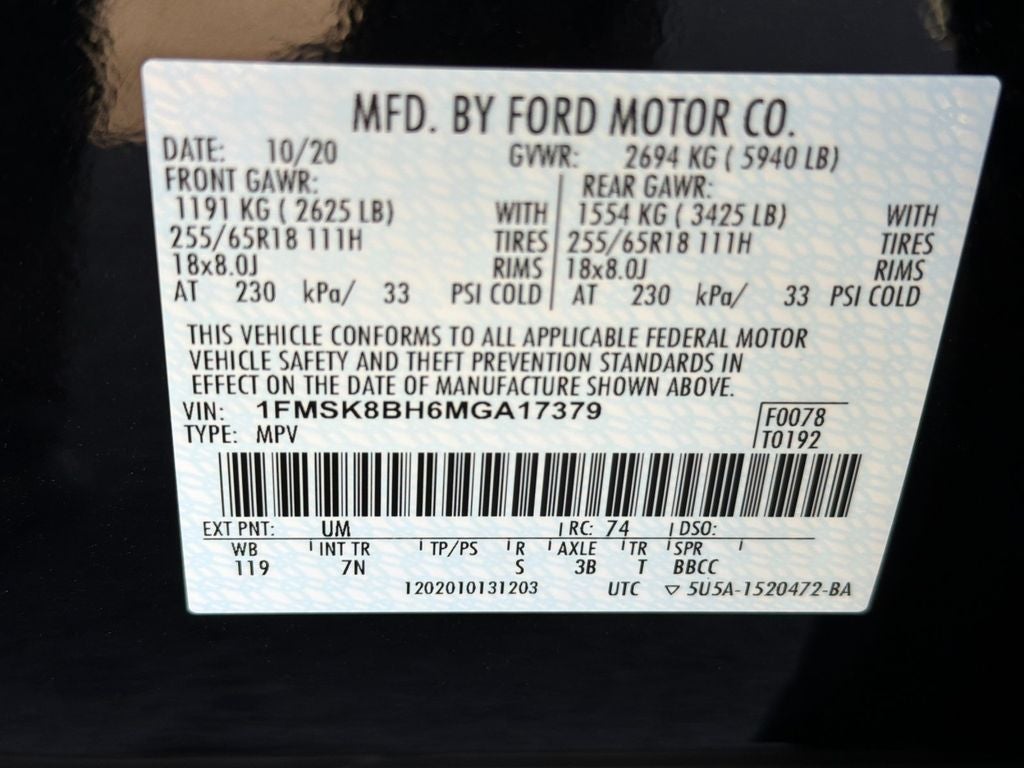 MFD. BY FORD MOTOR CO.
DATE: 10/20 GVWR: 2694 KG ( 5940 LB)
FRONT GAWR: REAR GAWR:
1191 KG ( 2625 LB) WITH 1554 KG ( 3425 LB) WITH
255/65R18 111H TIRES 255/65R18 111H TIRES
18x8.0J RIMS 18x8.0J RIMS
AT 230 kPa/ 33 PSI COLD AT 230 kPa/ 33 PSI COLD
THIS VEHICLE CONFORMS TO ALL APPLICABLE FEDERAL MOTOR
VEHICLE SAFETY AND THEFT PREVENTION STANDARDS IN
EFFECT ON THE DATE OF MANUFACTURE SHOWN ABOVE.
VIN: 1FMSK8BH6MGA17379 F0078
TYPE: MPV T0192
EXT PNT: UM RC: 74 DSO:
WB INT TR TP/PS R AXLE TR SPR
119 7N S 3B T BBCC
1202010131203 UTC ▽ 5U5A-1520472-BA